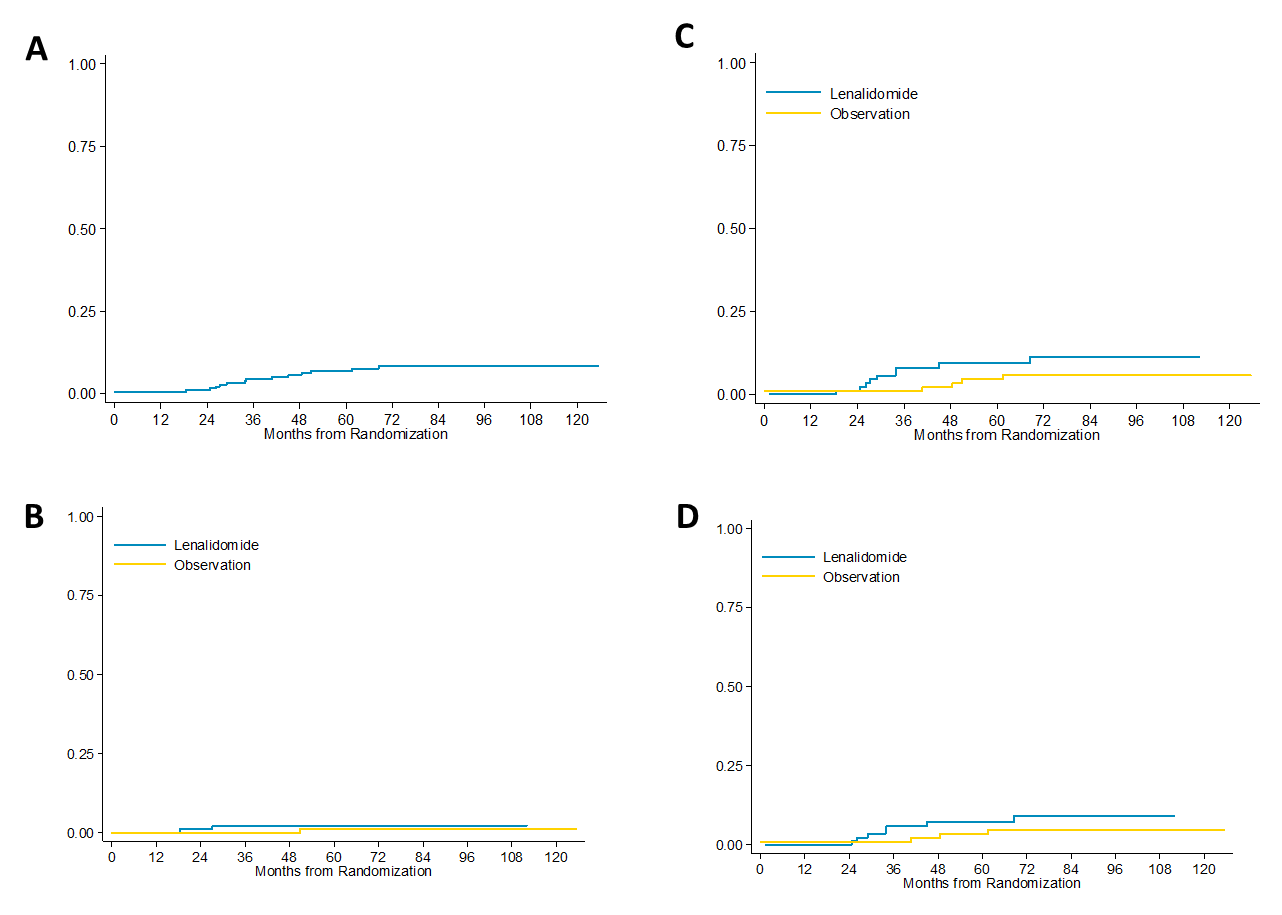 A
1.00
0.75
0.50
0.25
0.00
0 12 24 36 48 60 72 84 96 108 120
Months from Randomization
C
1.00
Lenalidomide
Observation
0.75
0.50
0.25
0.00
0 12 24 36 48 60 72 84 96 108 120
Months from Randomization
B
1.00
Lenalidomide
Observation
0.75
0.50
0.25
0.00
0 12 24 36 48 60 72 84 96 108 120
Months from Randomization
D
1.00
Lenalidomide
Observation
0.75
0.50
0.25
0.00
0 12 24 36 48 60 72 84 96 108 120
Months from Randomization